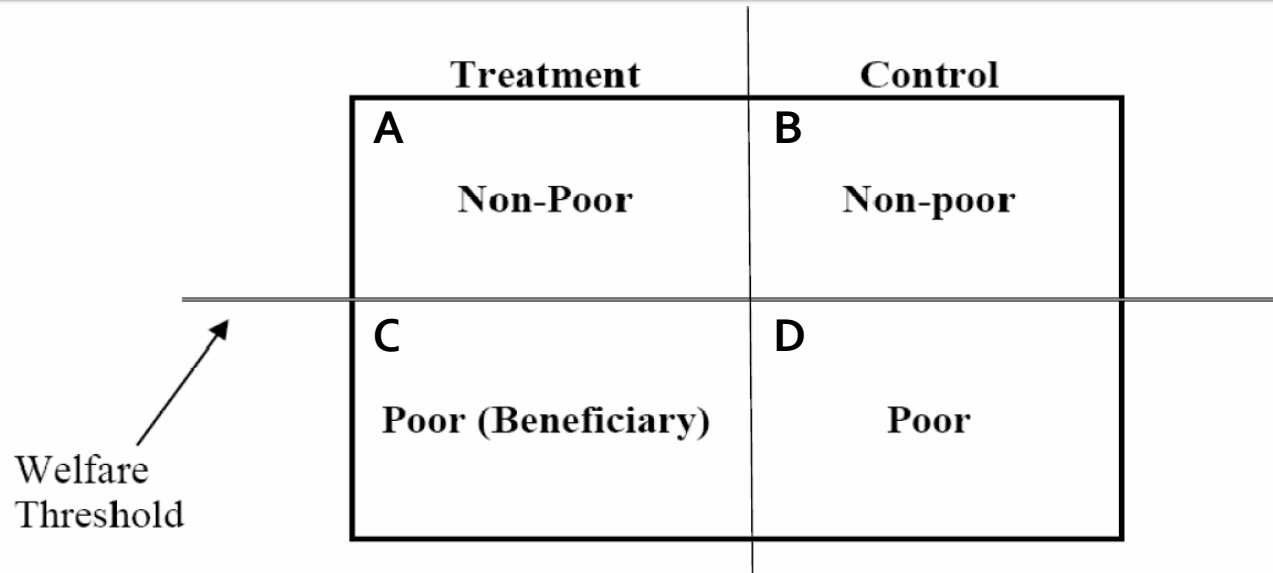 Treatment
Control
A
B
Non-Poor
Non-poor
C
D
Poor (Beneficiary)
Poor
Welfare
Threshold